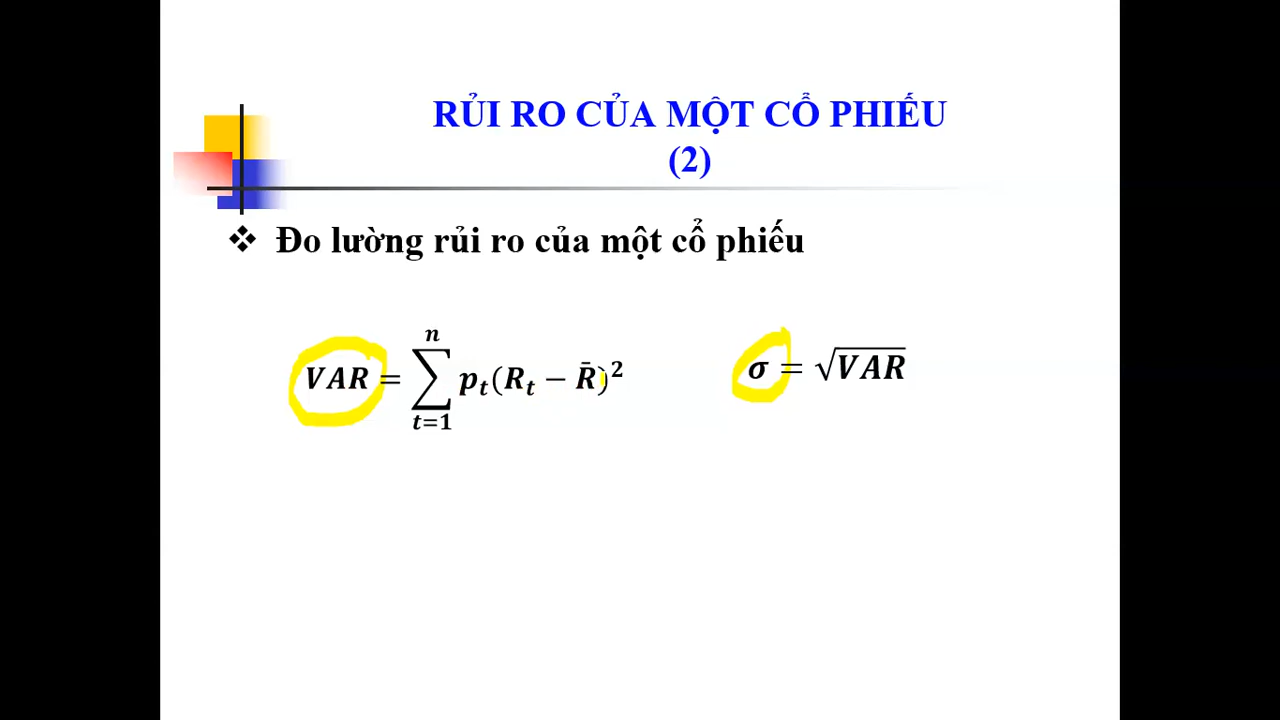 RỦI RO CỦA MỘT CỔ PHIẾU
(2)
❖ Đo lường rủi ro của một cổ phiếu
VAR = ∑_{t=1}^{n} p_t(R_t − R̄)² σ = √VAR